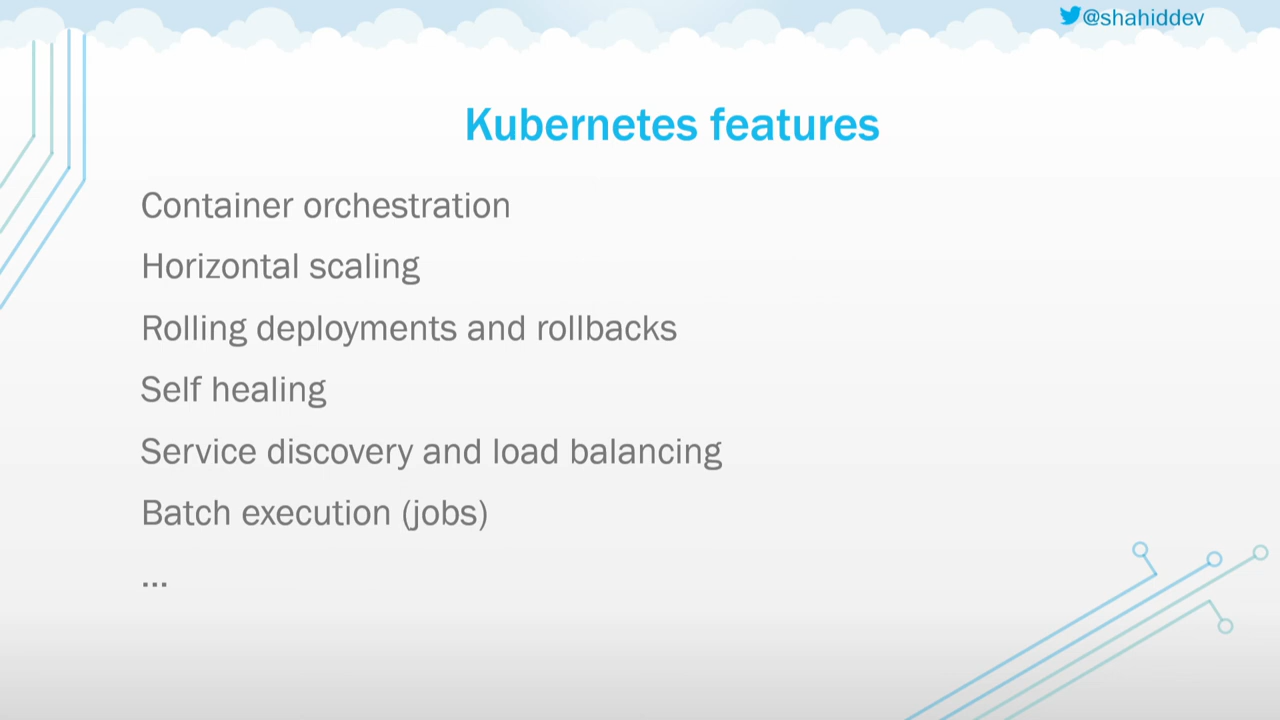 @shahiddev
Kubernetes features
Container orchestration
Horizontal scaling
Rolling deployments and rollbacks
Self healing
Service discovery and load balancing
Batch execution (jobs)
...